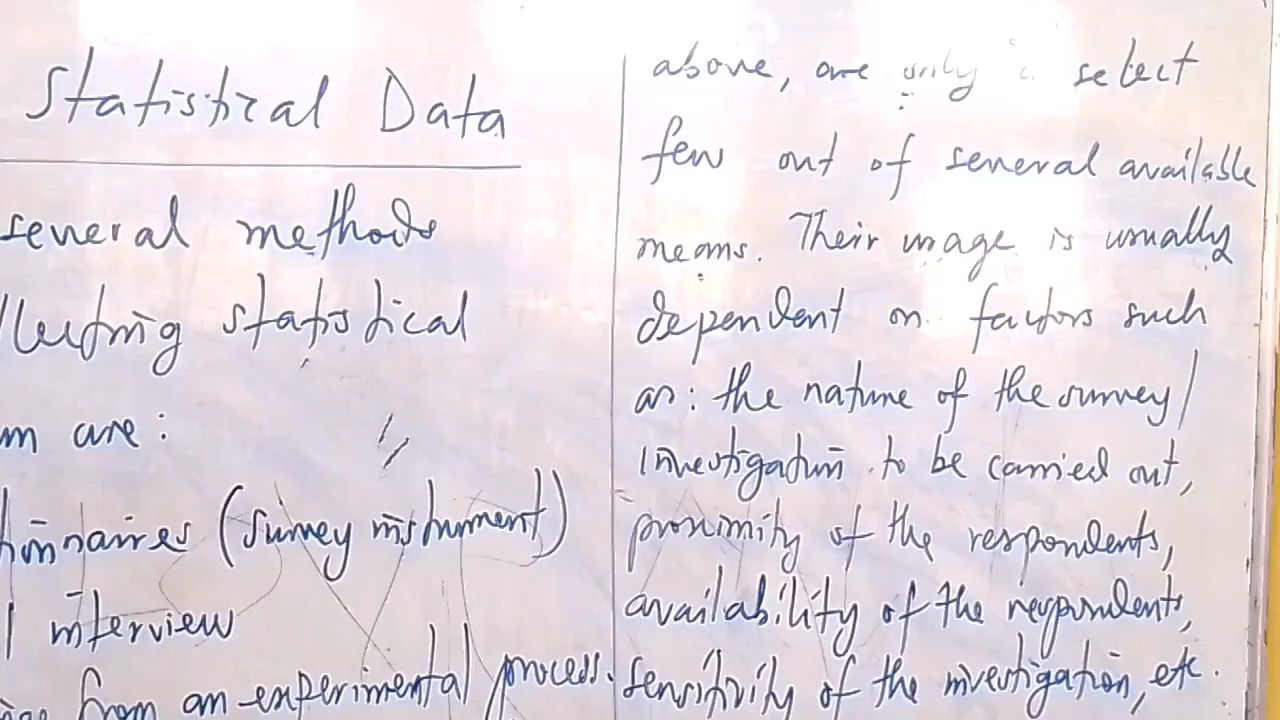 Statistical Data
several methods
statistical
are:
(survey instrument)
interview
from an experimental process.
above, are only a select
few out of several available
means. Their usage is usually
dependent on factors such
as: the nature of the survey/
investigation to be carried out,
proximity of the respondents,
availability of the respondents,
sensitivity of the investigation, etc.